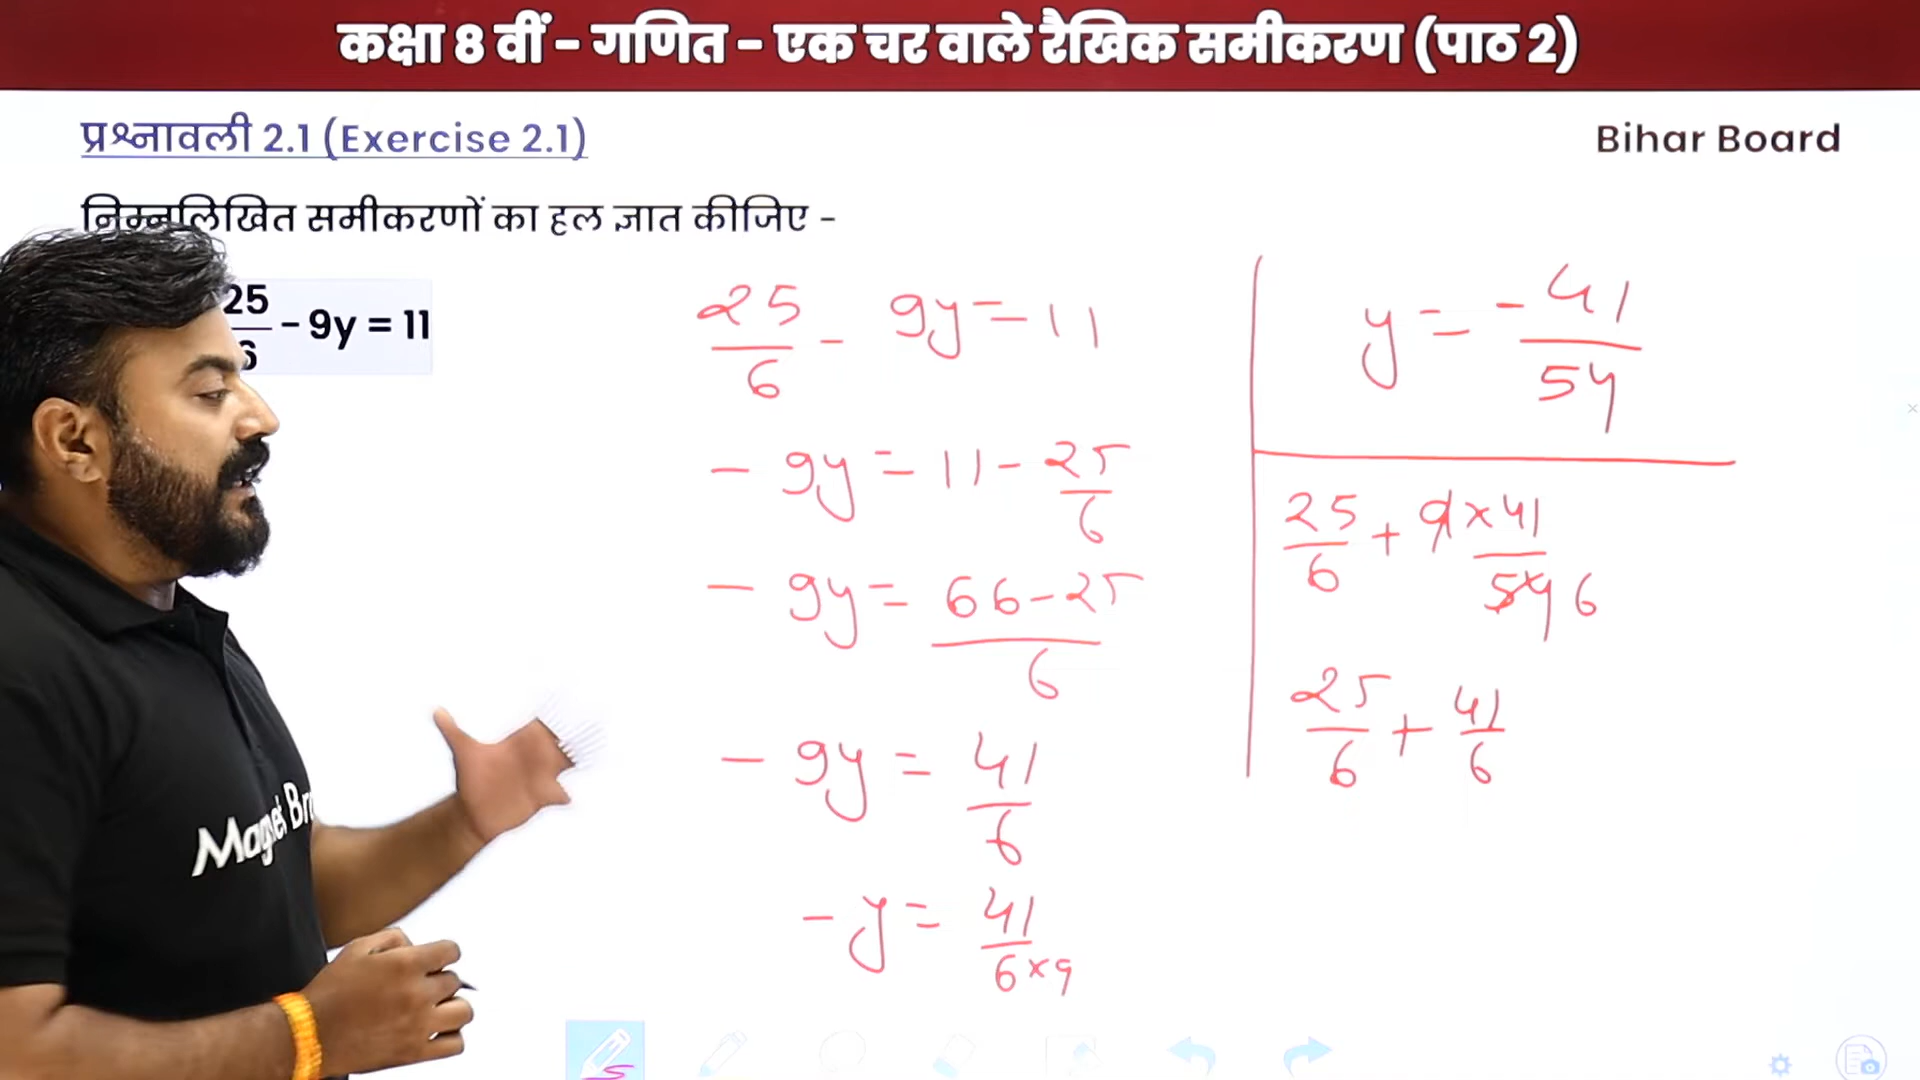 कक्षा 8 वीं - गणित - एक चर वाले रैखिक समीकरण (पाठ 2)
प्रश्नावली 2.1 (Exercise 2.1)
Bihar Board
निम्नलिखित समीकरणों का हल ज्ञात कीजिए -
25/6 - 9y = 11
25/6 - 9y = 11
- 9y = 11 - 25/6
- 9y = 66 - 25/6
- 9y = 41/6
- y = 41/6×9
y = -41/54
25/6 + 9×41/54 6
25/6 + 41/6